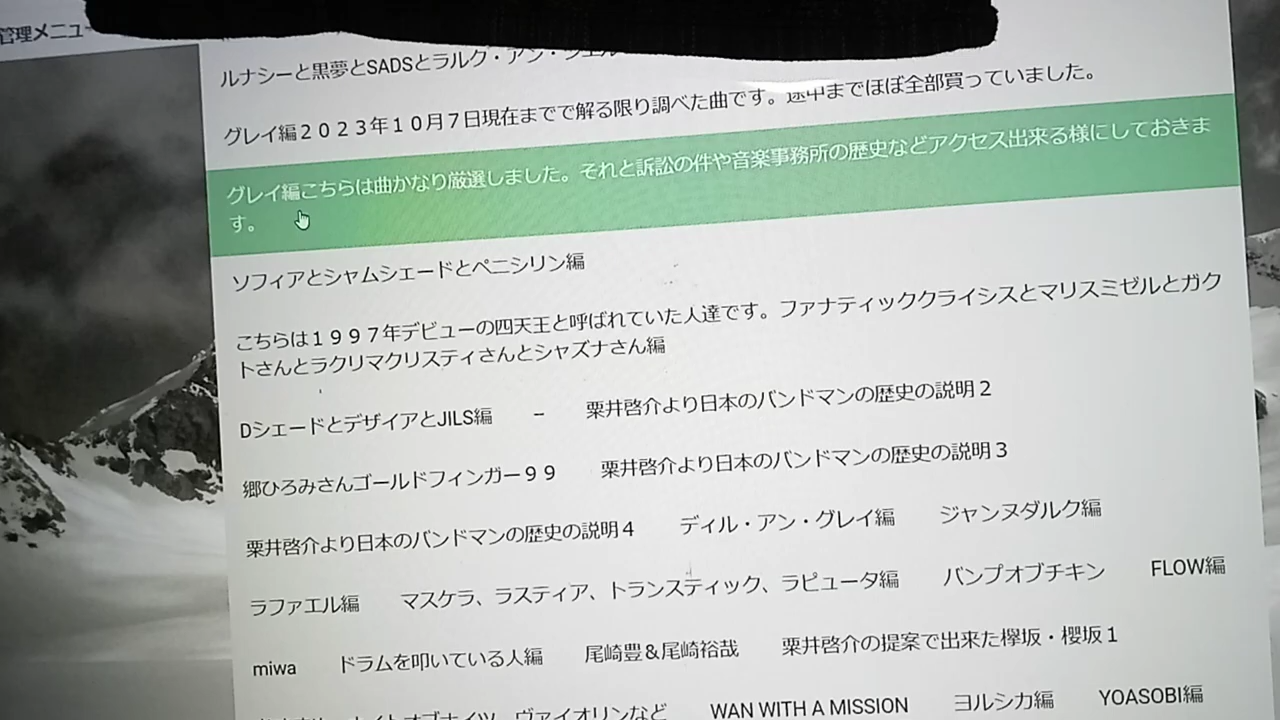 管理メニュー
ルナシーと黒夢とSADSとラルク・アン・シエル
グレイ編２０２３年１０月７日現在までで解る限り調べた曲です。途中までほぼ全部買っていました。
グレイ編こちらは曲かなり厳選しました。それと訴訟の件や音楽事務所の歴史などアクセス出来る様にしておきま
す。
ソフィアとシャムシェードとペニシリン編
こちらは１９９７年デビューの四天王と呼ばれていた人達です。ファナティッククライシスとマリスミゼルとガク
トさんとラクリマクリスティさんとシャズナさん編
DシェードとデザイアとJILS編 － 栗井啓介より日本のバンドマンの歴史の説明２
郷ひろみさんゴールドフィンガー９９ 栗井啓介より日本のバンドマンの歴史の説明３
栗井啓介より日本のバンドマンの歴史の説明４ ディル・アン・グレイ編 ジャンヌダルク編
ラファエル編 マスケラ、ラスティア、トランスティック、ラピュータ編 バンプオブチキン FLOW編
miwa ドラムを叩いている人編 尾崎豊＆尾崎裕哉 栗井啓介の提案で出来た欅坂・櫻坂１
ナイトオブナイツ、ヴァイオリンなど WAN WITH A MISSION ヨルシカ編 YOASOBI編